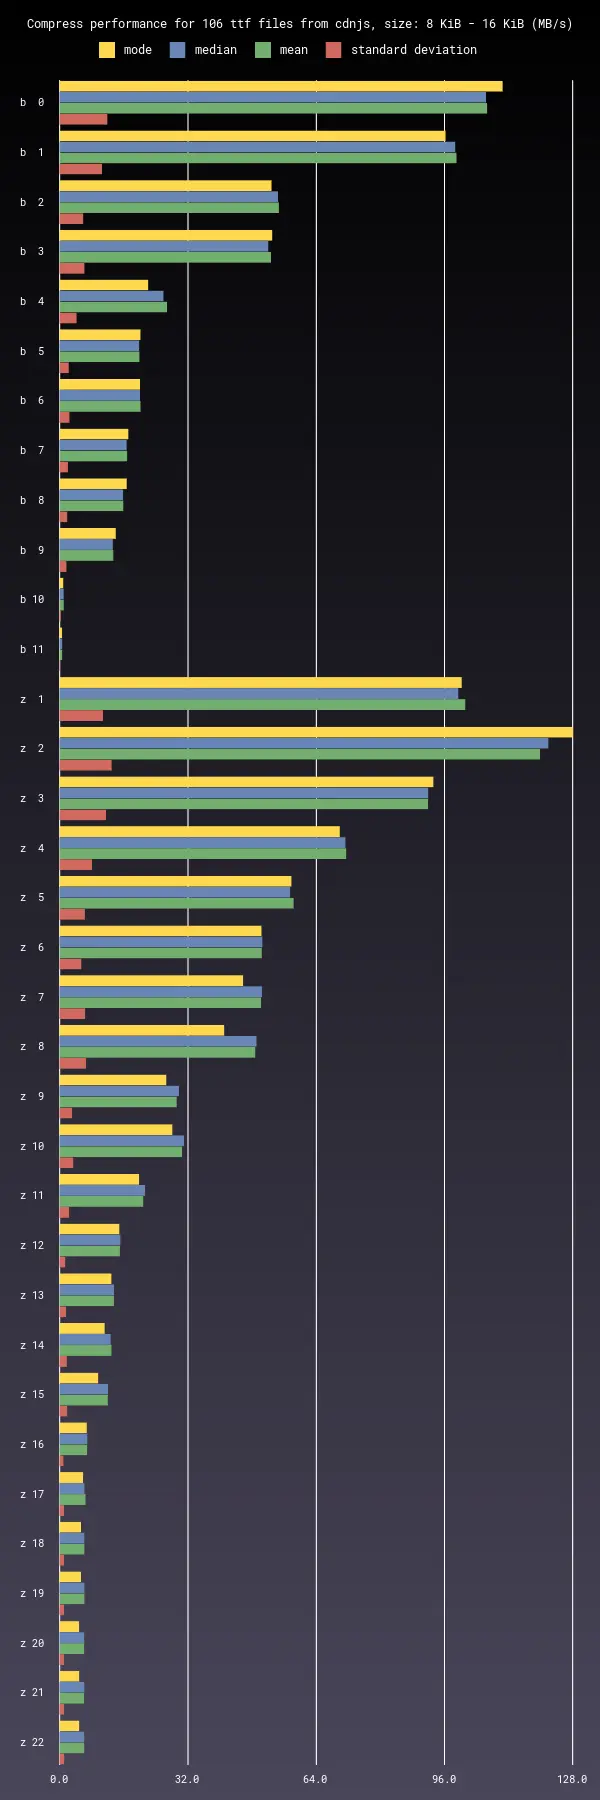 Compress performance for 106 ttf files from cdnjs, size: 8 KiB - 16 KiB (MB/s)
mode median mean standard deviation
b 0
b 1
b 2
b 3
b 4
b 5
b 6
b 7
b 8
b 9
b 10
b 11
z 1
z 2
z 3
z 4
z 5
z 6
z 7
z 8
z 9
z 10
z 11
z 12
z 13
z 14
z 15
z 16
z 17
z 18
z 19
z 20
z 21
z 22
0.0 32.0 64.0 96.0 128.0